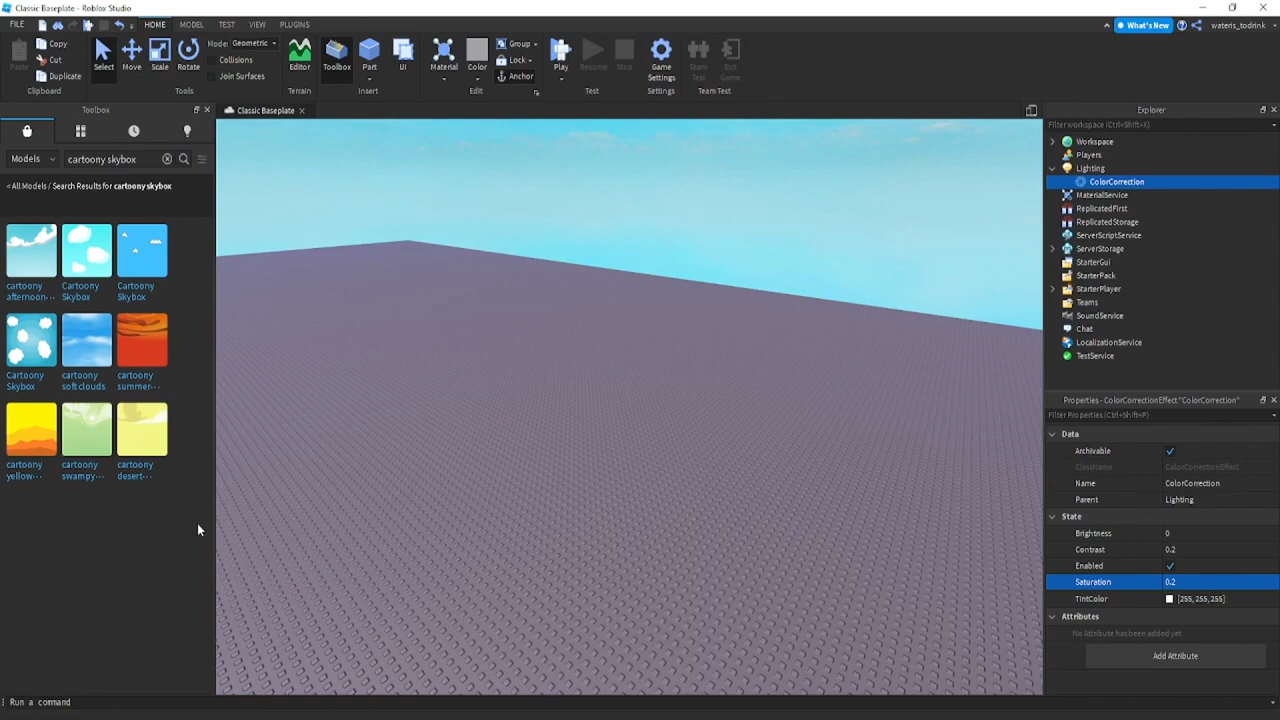 Classic Baseplate - Roblox Studio
FILE HOME MODEL TEST VIEW PLUGINS What's New wateris_todrink
Paste Copy Cut Duplicate Clipboard
Select Move Scale Rotate Mode: Geometric Collisions Join Surfaces Tools
Editor Terrain
Toolbox Part UI Insert
Material Color Group Lock Anchor Edit
Play Resume Stop Test
Game Settings Settings
Team Test Exit Game Team Test
Toolbox
Models cartoony skybox
< All Models / Search Results for cartoony skybox
cartoony afternoon···
Cartoony Skybox
Cartoony Skybox
Cartoony Skybox
cartoony soft clouds
cartoony summer···
cartoony yellow···
cartoony swampy···
cartoony desert···
Classic Baseplate
Explorer
Filter workspace (Ctrl+Shift+X)
Workspace
Players
Lighting
ColorCorrection
MaterialService
ReplicatedFirst
ReplicatedStorage
ServerScriptService
ServerStorage
StarterGui
StarterPack
StarterPlayer
Teams
SoundService
Chat
LocalizationService
TestService
Properties - ColorCorrectionEffect "ColorCorrection"
Filter Properties (Ctrl+Shift+P)
Data
Archivable
ClassName ColorCorrectionEffect
Name ColorCorrection
Parent Lighting
State
Brightness 0
Contrast 0.2
Enabled
Saturation 0.2
TintColor [255, 255, 255]
Attributes
No Attribute has been added yet
Add Attribute
Run a command